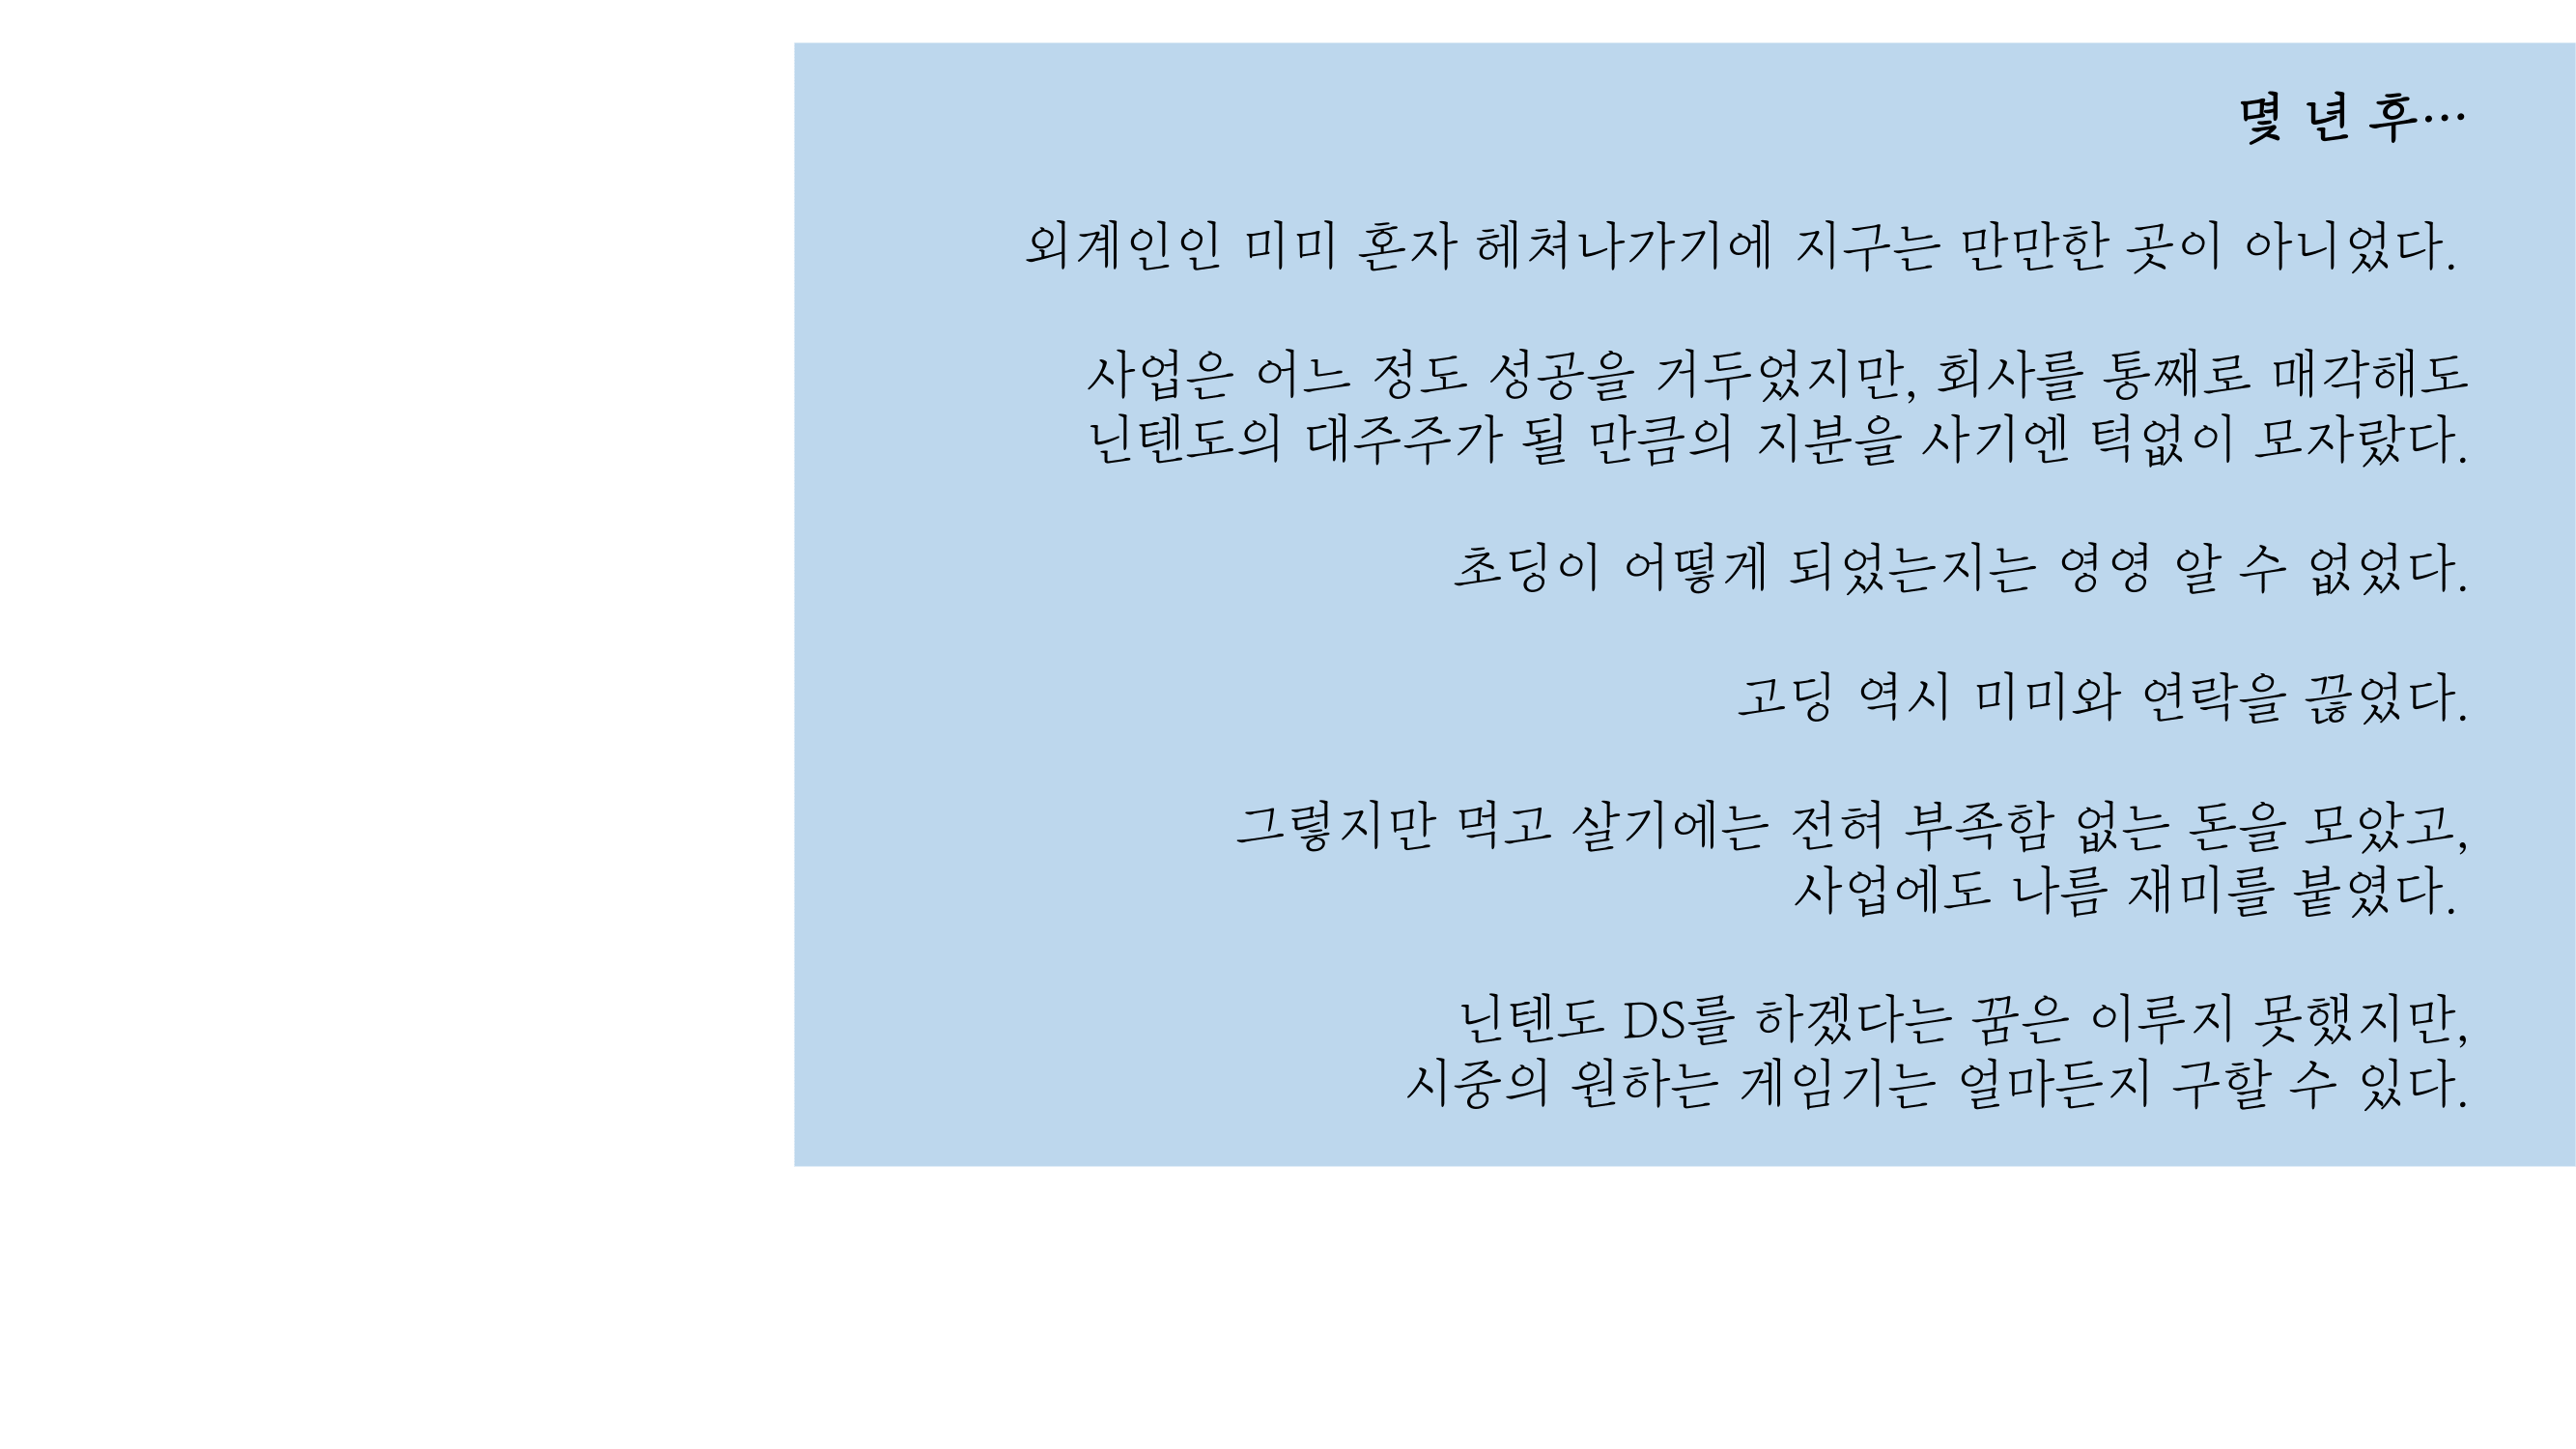 몇 년 후…
외계인인 미미 혼자 헤쳐나가기에 지구는 만만한 곳이 아니었다.
사업은 어느 정도 성공을 거두었지만, 회사를 통째로 매각해도
닌텐도의 대주주가 될 만큼의 지분을 사기엔 턱없이 모자랐다.
초딩이 어떻게 되었는지는 영영 알 수 없었다.
고딩 역시 미미와 연락을 끊었다.
그렇지만 먹고 살기에는 전혀 부족함 없는 돈을 모았고,
사업에도 나름 재미를 붙였다.
닌텐도 DS를 하겠다는 꿈은 이루지 못했지만,
시중의 원하는 게임기는 얼마든지 구할 수 있다.